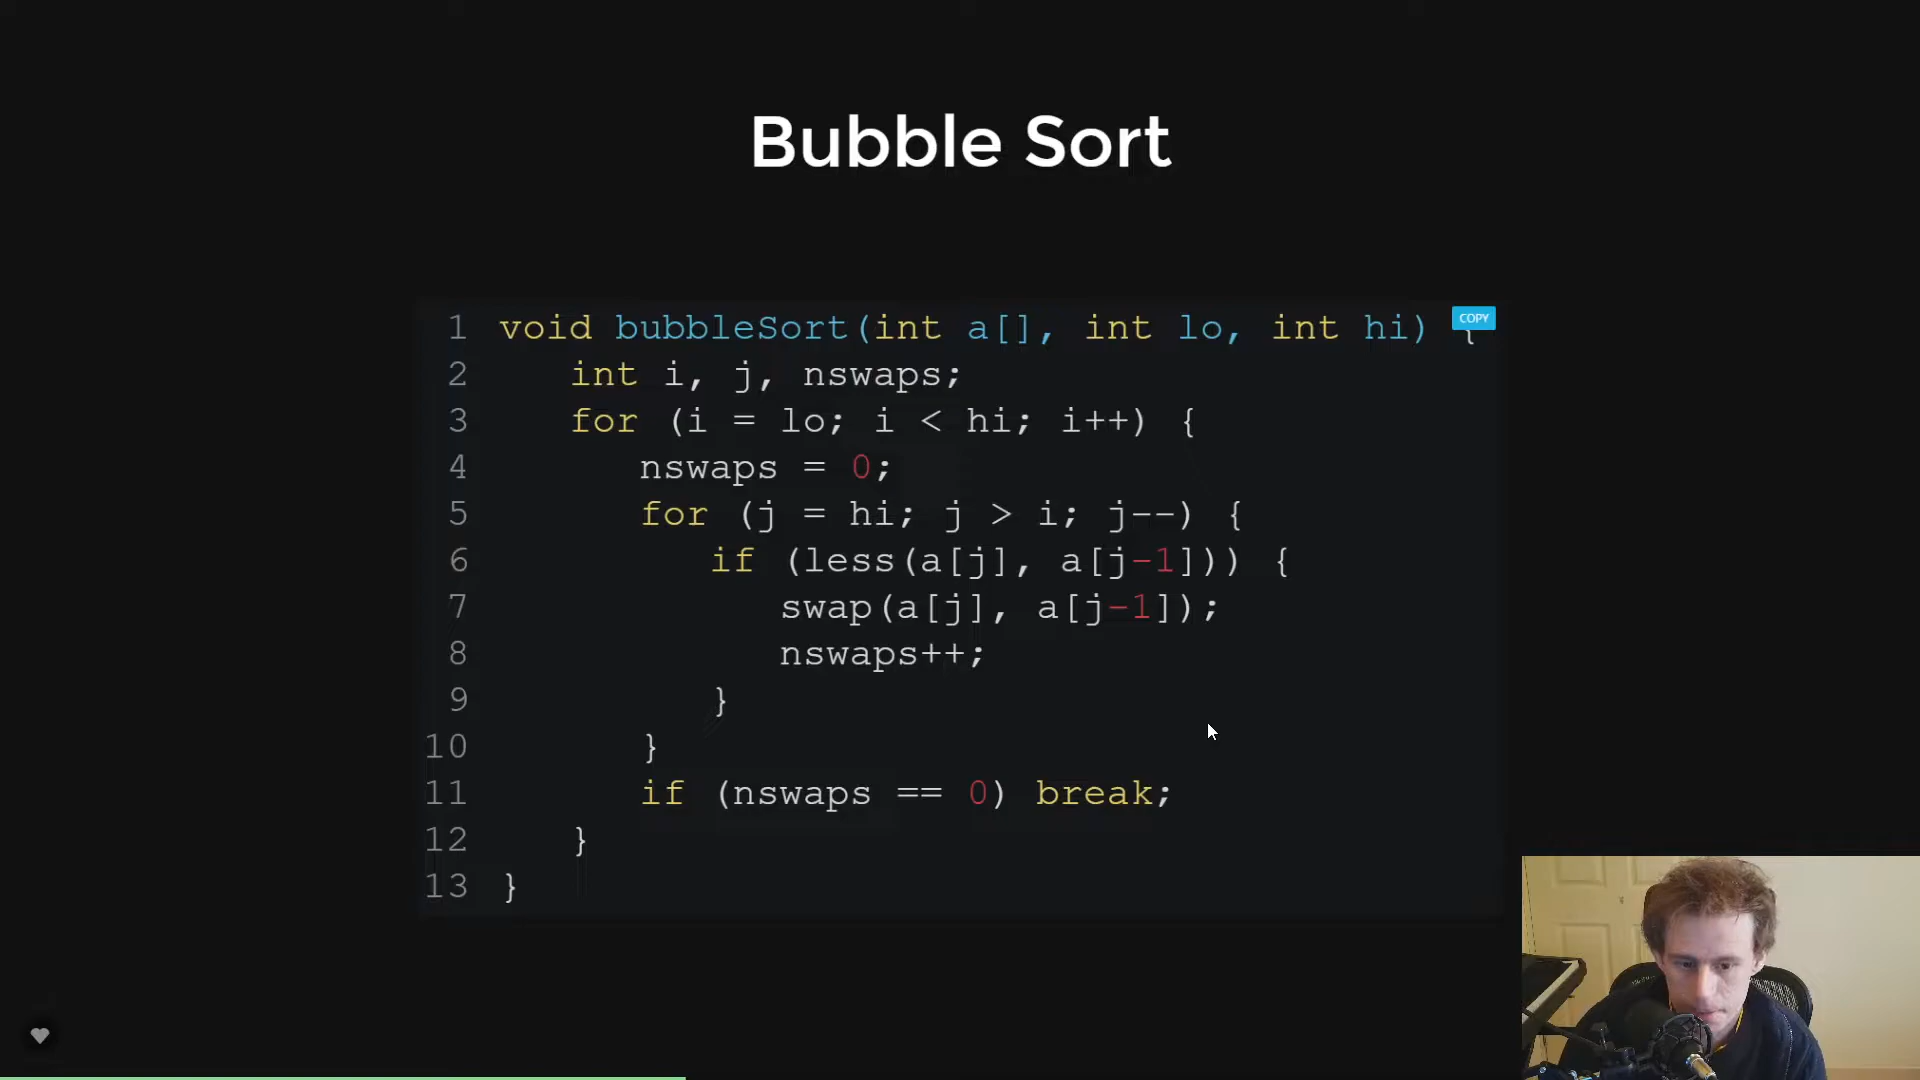 Bubble Sort
COPY
1 void bubbleSort(int a[], int lo, int hi) {
2 int i, j, nswaps;
3 for (i = lo; i < hi; i++) {
4 nswaps = 0;
5 for (j = hi; j > i; j--) {
6 if (less(a[j], a[j-1])) {
7 swap(a[j], a[j-1]);
8 nswaps++;
9 }
10 }
11 if (nswaps == 0) break;
12 }
13 }